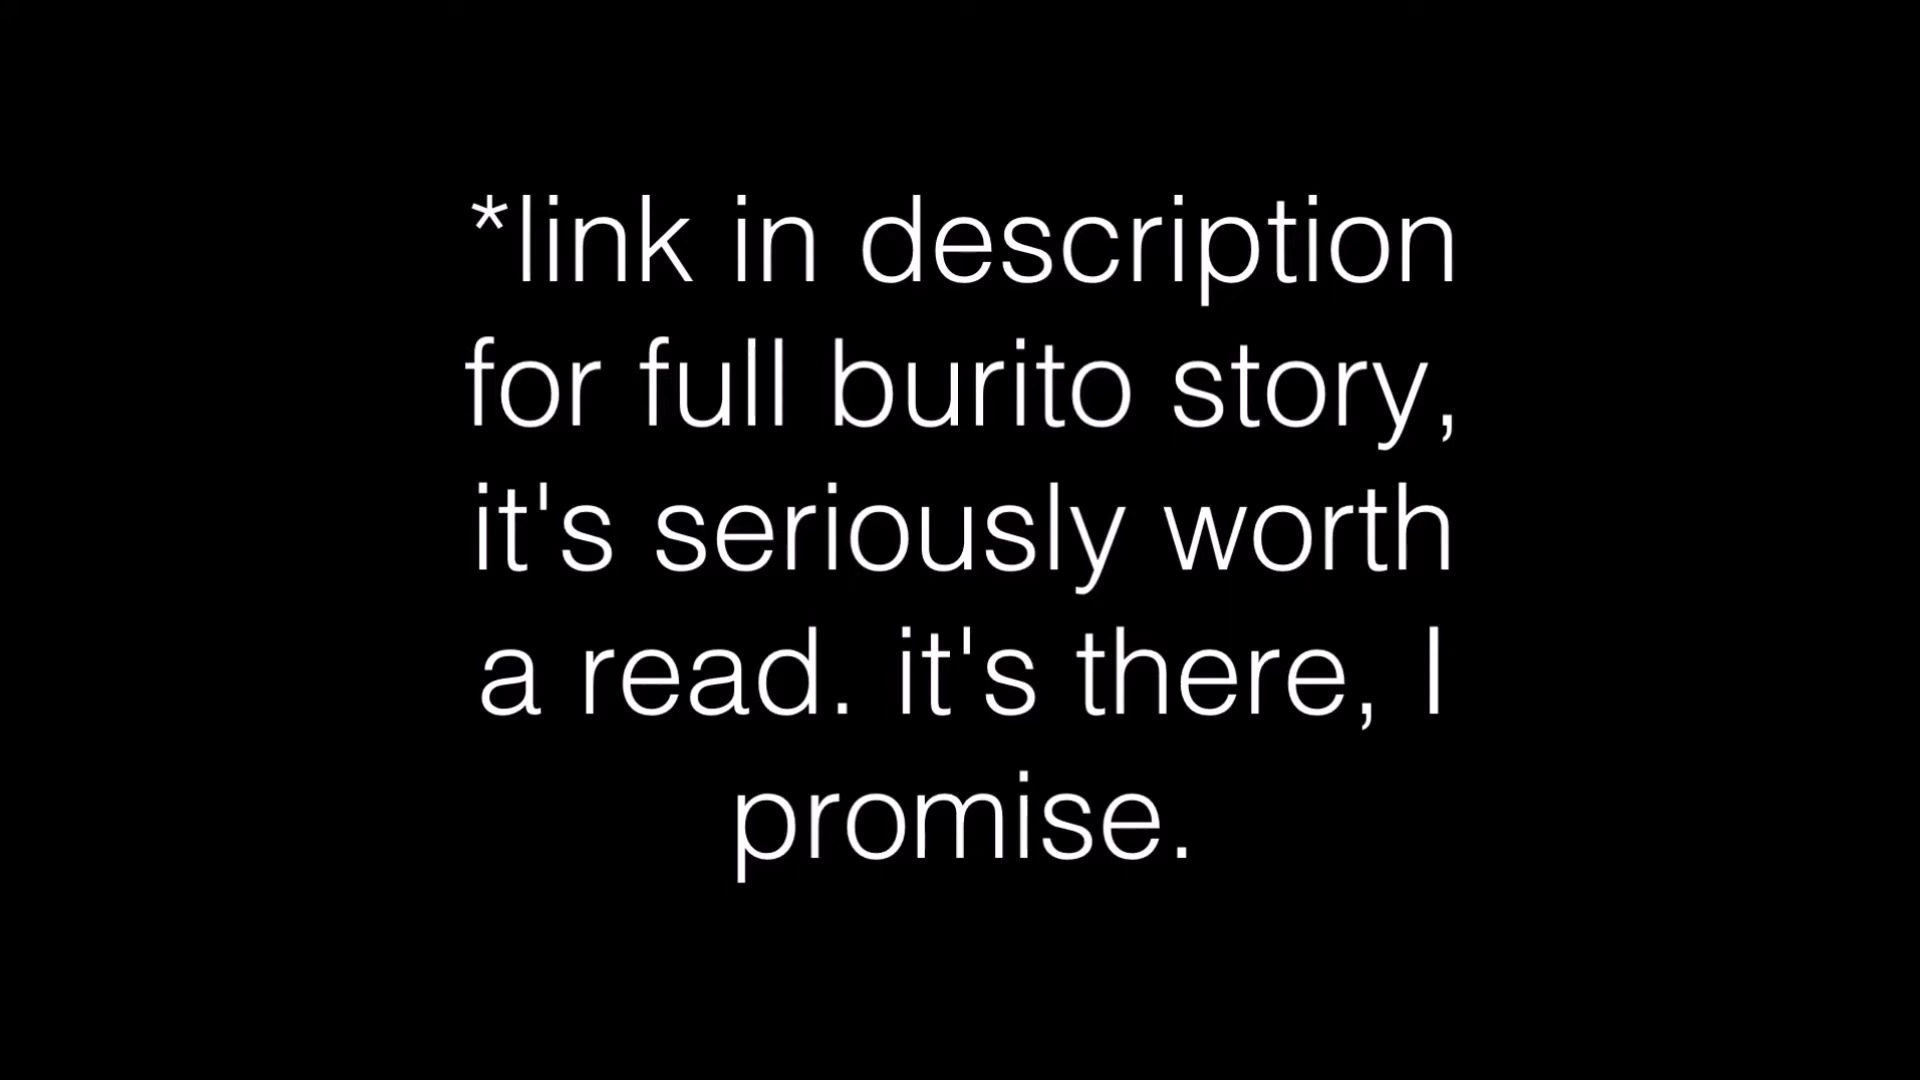 *link in description
for full burito story,
it's seriously worth
a read. it's there, I
promise.